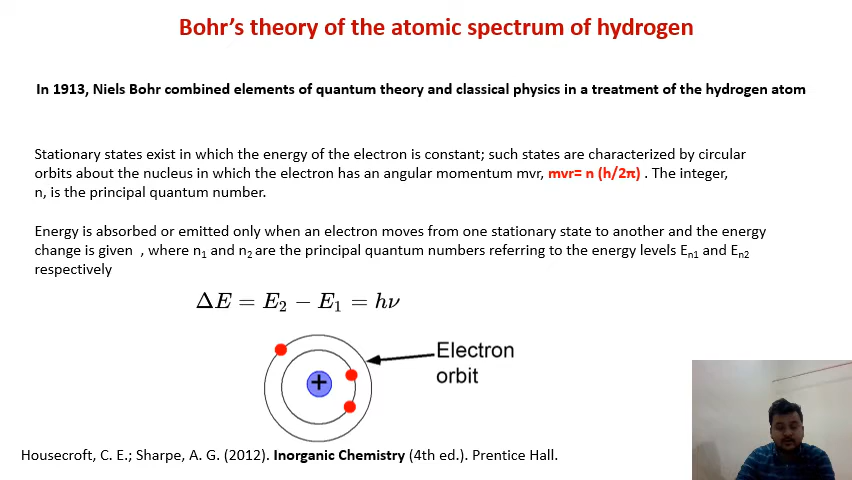 Bohr's theory of the atomic spectrum of hydrogen
In 1913, Niels Bohr combined elements of quantum theory and classical physics in a treatment of the hydrogen atom
Stationary states exist in which the energy of the electron is constant; such states are characterized by circular
orbits about the nucleus in which the electron has an angular momentum mvr, mvr= n (h/2π) . The integer,
n, is the principal quantum number.
Energy is absorbed or emitted only when an electron moves from one stationary state to another and the energy
change is given , where n₁ and n₂ are the principal quantum numbers referring to the energy levels Eₙ₁ and Eₙ₂
respectively
ΔE = E₂ − E₁ = hν
Electron
orbit
+
Housecroft, C. E.; Sharpe, A. G. (2012). Inorganic Chemistry (4th ed.). Prentice Hall.